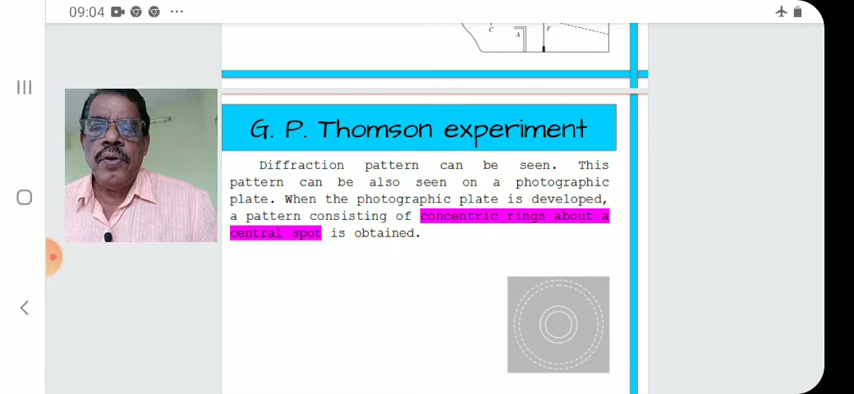 09:04
C
A
F
G. P. Thomson experiment
Diffraction pattern can be seen. This
pattern can be also seen on a photographic
plate. When the photographic plate is developed,
a pattern consisting of concentric rings about a
central spot is obtained.